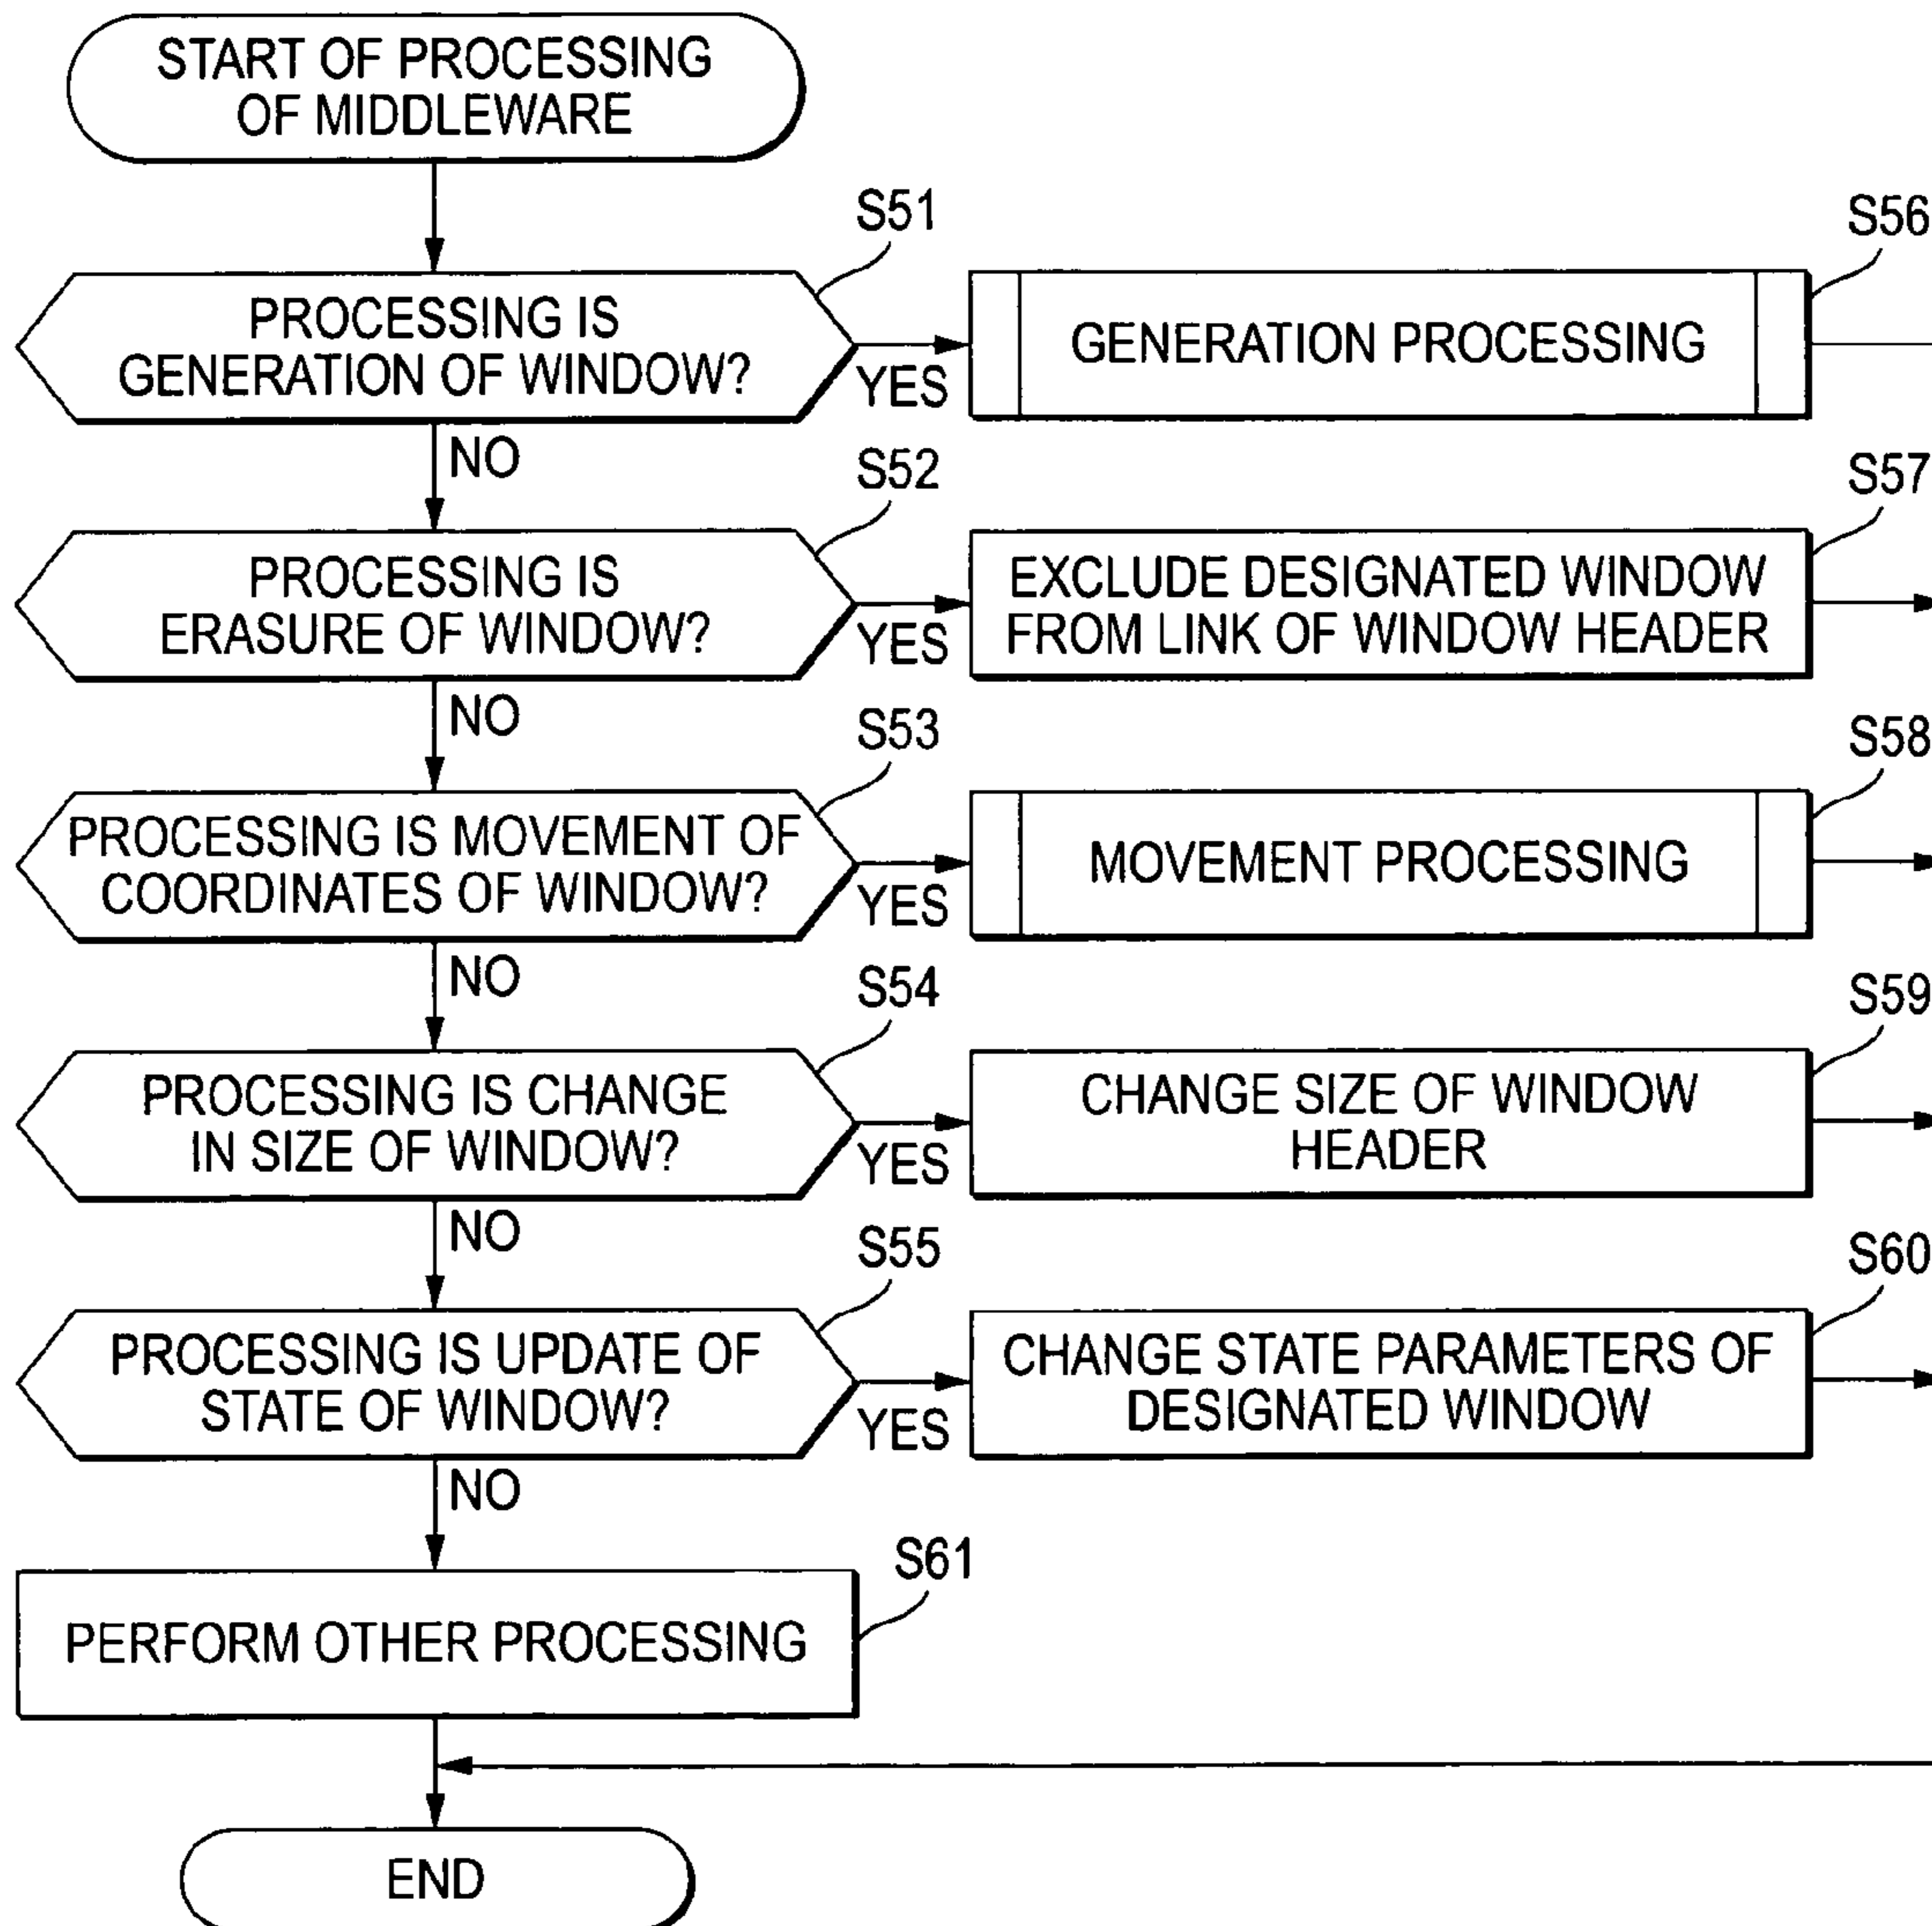 START OF PROCESSING
OF MIDDLEWARE
S51
PROCESSING IS
GENERATION OF WINDOW?
YES
S56
GENERATION PROCESSING
NO
S52
PROCESSING IS
ERASURE OF WINDOW?
YES
S57
EXCLUDE DESIGNATED WINDOW
FROM LINK OF WINDOW HEADER
NO
S53
PROCESSING IS MOVEMENT OF
COORDINATES OF WINDOW?
YES
S58
MOVEMENT PROCESSING
NO
S54
PROCESSING IS CHANGE
IN SIZE OF WINDOW?
YES
S59
CHANGE SIZE OF WINDOW
HEADER
NO
S55
PROCESSING IS UPDATE OF
STATE OF WINDOW?
YES
S60
CHANGE STATE PARAMETERS OF
DESIGNATED WINDOW
NO
S61
PERFORM OTHER PROCESSING
END